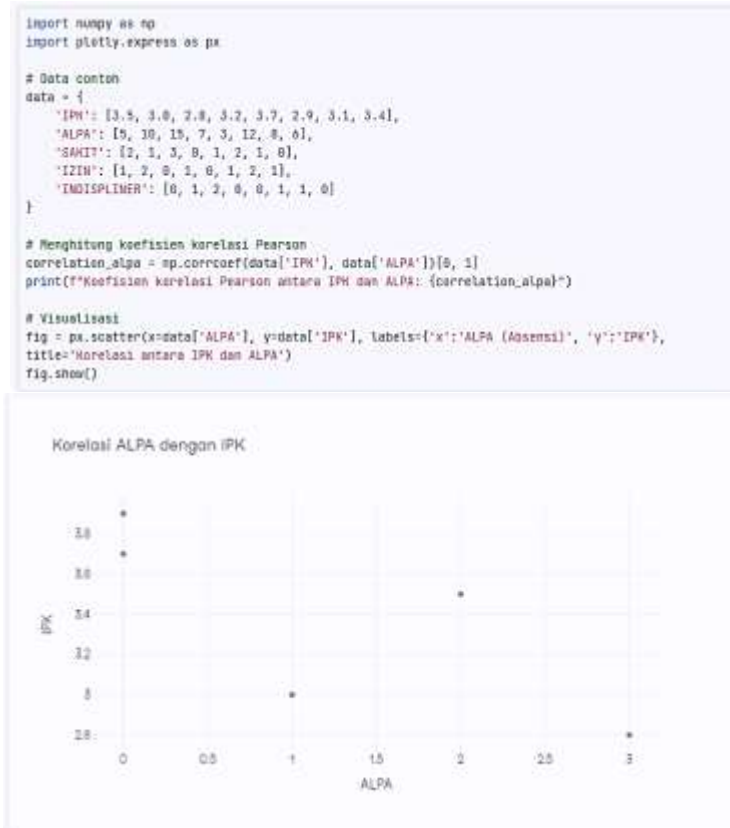 import numpy as np
import plotly.express as px
# Data contoh
data = {
'IPK': [3.5, 3.0, 2.8, 3.2, 3.7, 2.9, 3.1, 3.4],
'ALPA': [5, 10, 15, 7, 3, 12, 8, 6],
'SAKIT': [2, 1, 3, 0, 1, 2, 1, 0],
'IZIN': [1, 2, 0, 1, 0, 1, 2, 1],
'INDISPLINER': [0, 1, 2, 0, 0, 1, 1, 0]
}
# Menghitung koefisien korelasi Pearson
correlation_alpa = np.corrcoef(data['IPK'], data['ALPA'])[0, 1]
print(f"Koefisien korelasi Pearson antara IPK dan ALPA: {correlation_alpa}")
# Visualisasi
fig = px.scatter(x=data['ALPA'], y=data['IPK'], labels={'x':'ALPA (Absensi)', 'y':'IPK'},
title='Korelasi antara IPK dan ALPA')
fig.show()
Korelasi ALPA dengan IPK
3.8
3.6
3.4
3.2
3
2.8
IPK
0 0.5 1 1.5 2 2.5 3
ALPA